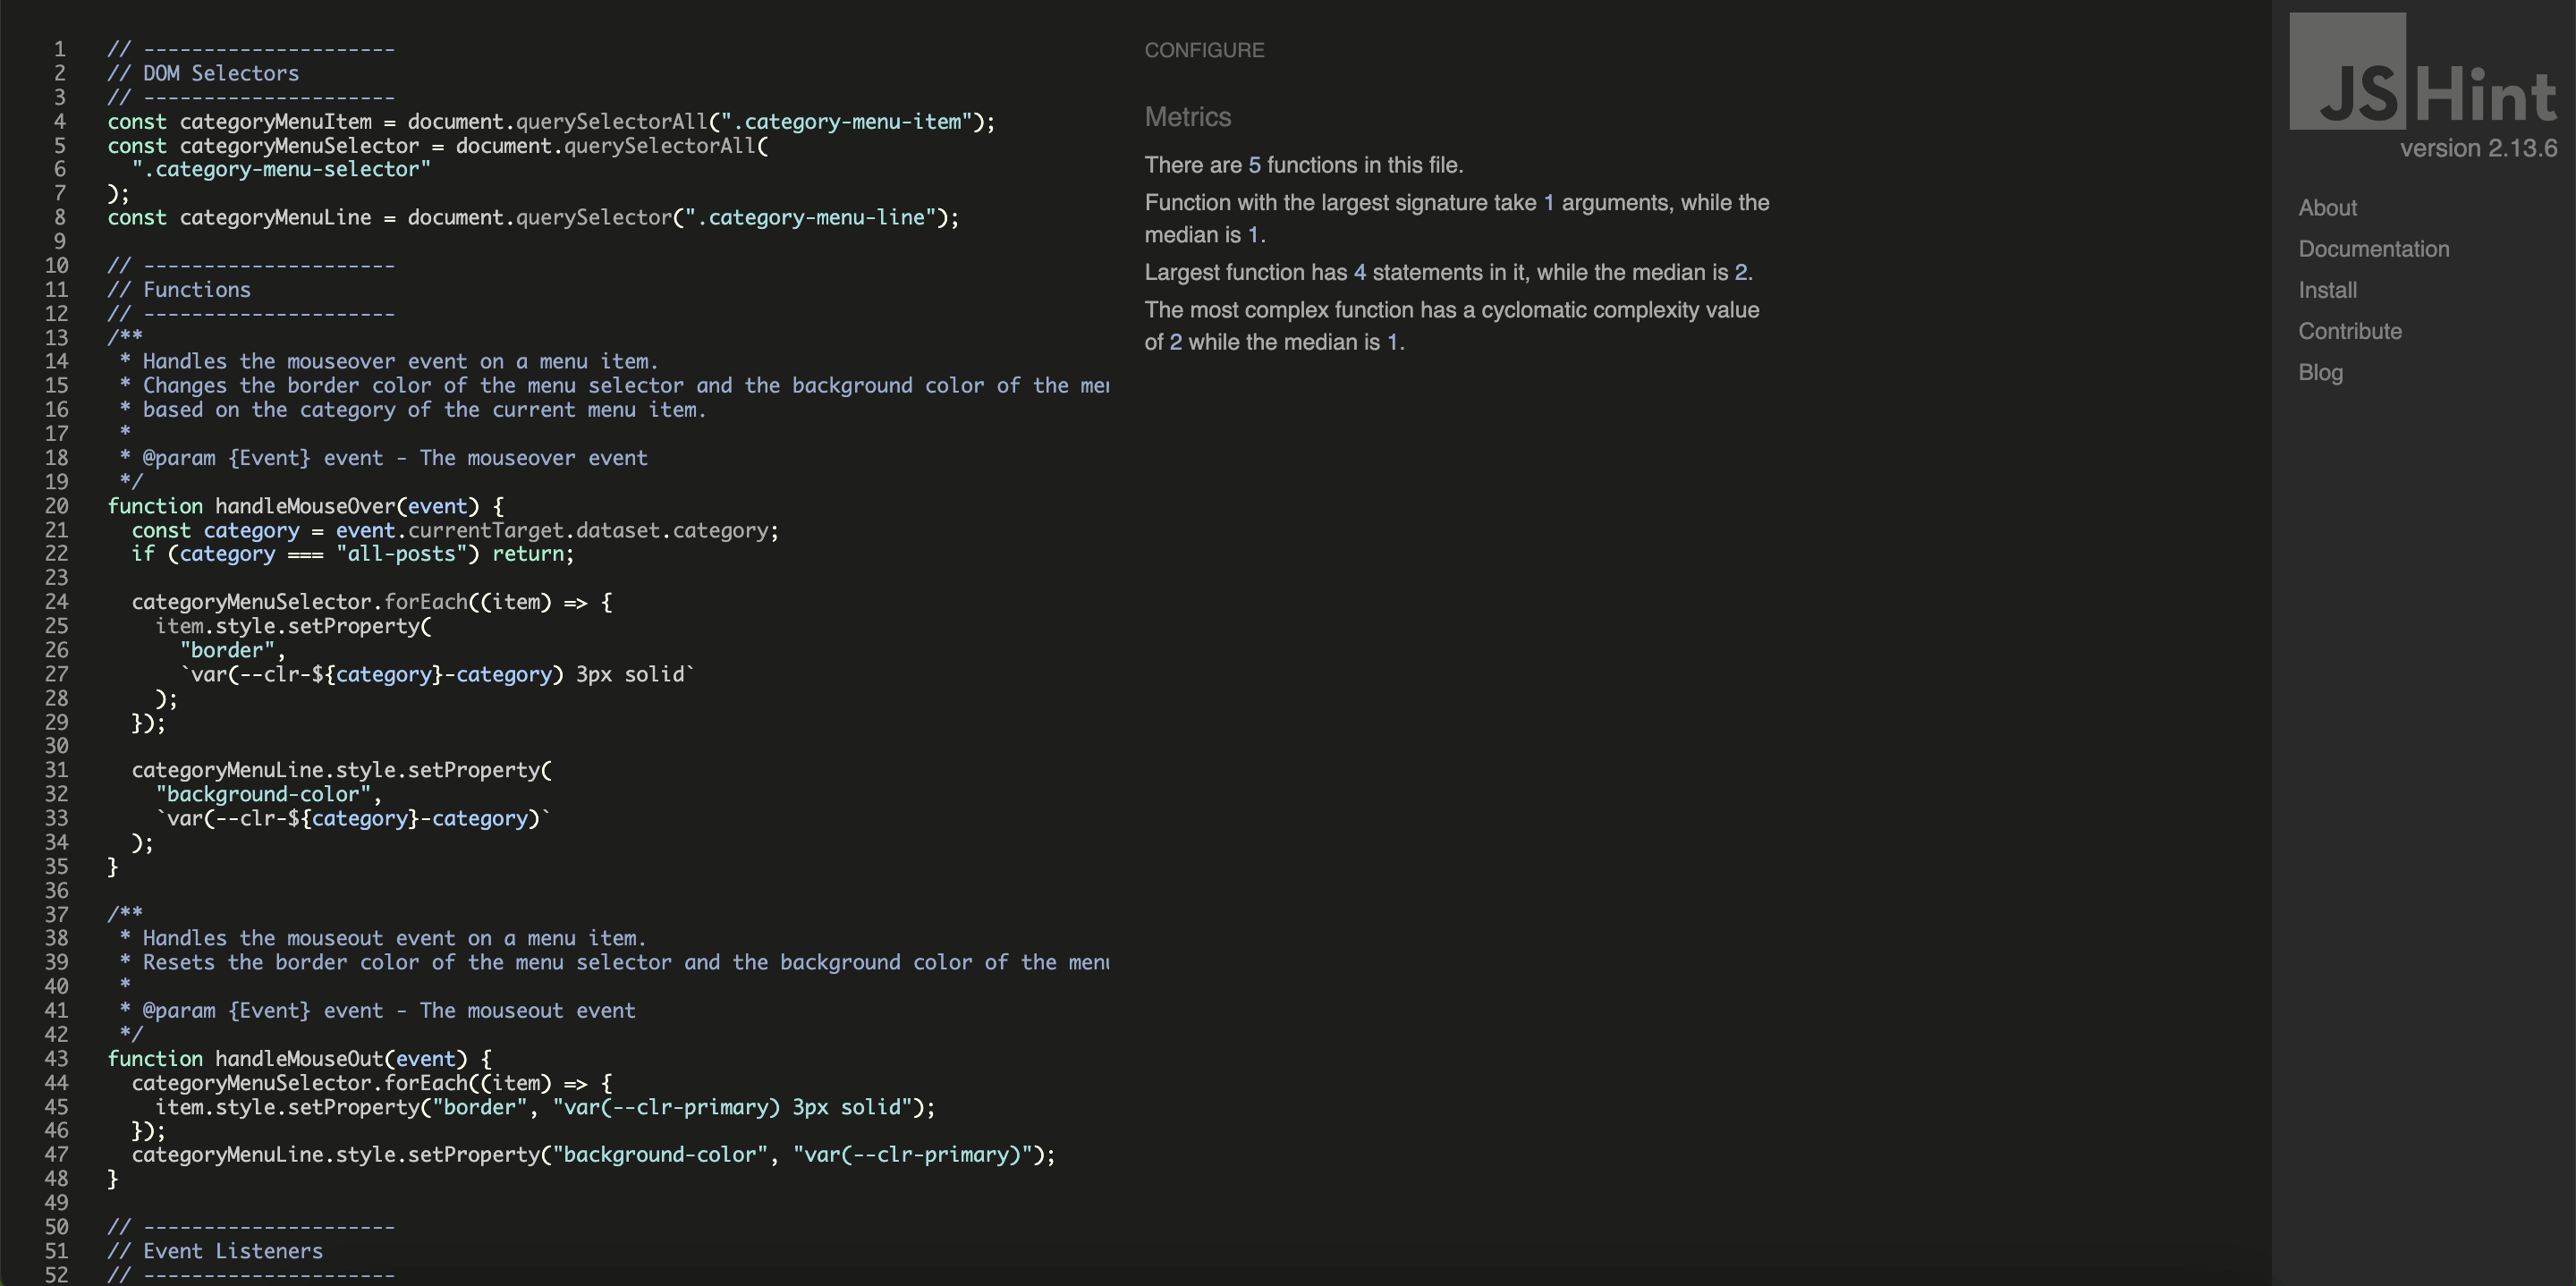 1 // ---------------------
2 // DOM Selectors
3 // ---------------------
4 const categoryMenuItem = document.querySelectorAll(".category-menu-item");
5 const categoryMenuSelector = document.querySelectorAll(
6   ".category-menu-selector"
7 );
8 const categoryMenuLine = document.querySelector(".category-menu-line");
9
10 // ---------------------
11 // Functions
12 // ---------------------
13 /**
14  * Handles the mouseover event on a menu item.
15  * Changes the border color of the menu selector and the background color of the
16  * based on the category of the current menu item.
17  *
18  * @param {Event} event - The mouseover event
19  */
20 function handleMouseOver(event) {
21   const category = event.currentTarget.dataset.category;
22   if (category === "all-posts") return;
23
24   categoryMenuSelector.forEach((item) => {
25     item.style.setProperty(
26       "border",
27       `var(--clr-${category}-category) 3px solid`
28     );
29   });
30
31   categoryMenuLine.style.setProperty(
32     "background-color",
33     `var(--clr-${category}-category)`
34   );
35 }
36
37 /**
38  * Handles the mouseout event on a menu item.
39  * Resets the border color of the menu selector and the background color of the menu
40  *
41  * @param {Event} event - The mouseout event
42  */
43 function handleMouseOut(event) {
44   categoryMenuSelector.forEach((item) => {
45     item.style.setProperty("border", "var(--clr-primary) 3px solid");
46   });
47   categoryMenuLine.style.setProperty("background-color", "var(--clr-primary)");
48 }
49
50 // ---------------------
51 // Event Listeners
52 // ---------------------
CONFIGURE
Metrics
There are 5 functions in this file.
Function with the largest signature take 1 arguments, while the
median is 1.
Largest function has 4 statements in it, while the median is 2.
The most complex function has a cyclomatic complexity value
of 2 while the median is 1.
JSHint
version 2.13.6
About
Documentation
Install
Contribute
Blog